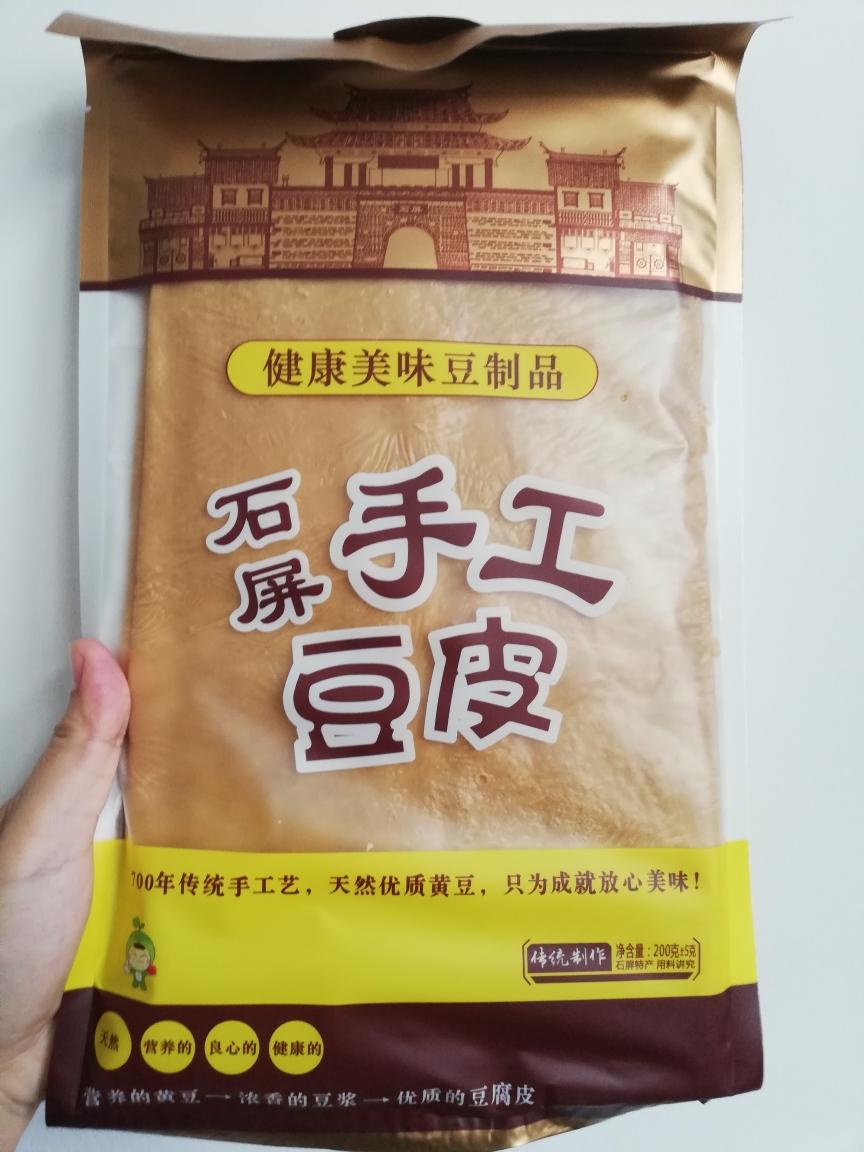 石屏
健康美味豆制品
石屏
手工
豆皮
700年传统手工艺，天然优质黄豆，只为成就放心美味！
传统制作
净含量：200克±5克
石屏特产 用料讲究
天然
营养的
良心的
健康的
营养的黄豆→浓香的豆浆→优质的豆腐皮